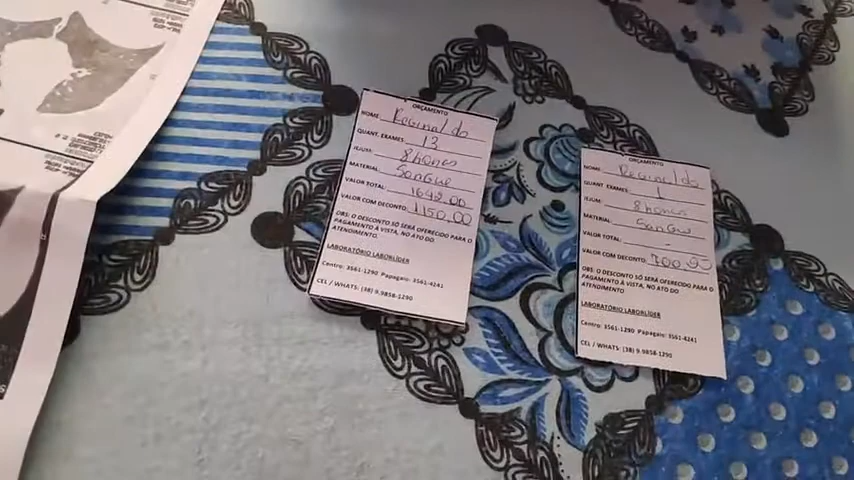 ORÇAMENTO
NOME: Reginaldo
QUANT. EXAMES: 13
JEJUM: 8 horas
MATERIAL: Sangue
VALOR TOTAL: 1642,00
VALOR COM DECONTO: 1.150,00
OBS: O DESCONTO SÓ SERÁ OFERECIDO PARA O
PAGAMENTO À VISTA, NO ATO DO
ATENDIMENTO.
LABORATÓRIO LABORLÍDER
Centro: 3561-1290 Papagaio: 3561-4241
CEL / WHATS: (38) 9.9858-1290
ORÇAMENTO
NOME: Reginaldo
QUANT. EXAMES: 1
JEJUM: 8 horas
MATERIAL: Sangue
VALOR TOTAL: -
VALOR COM DECONTO:
OBS: O DESCONTO SÓ SERÁ OFERECIDO PARA O
PAGAMENTO À VISTA, NO ATO DO
ATENDIMENTO.
LABORATÓRIO LABORLÍDER
Centro: 3561-1290 Papagaio: 3561-4241
CEL / WHATS: (38) 9.9858-1290